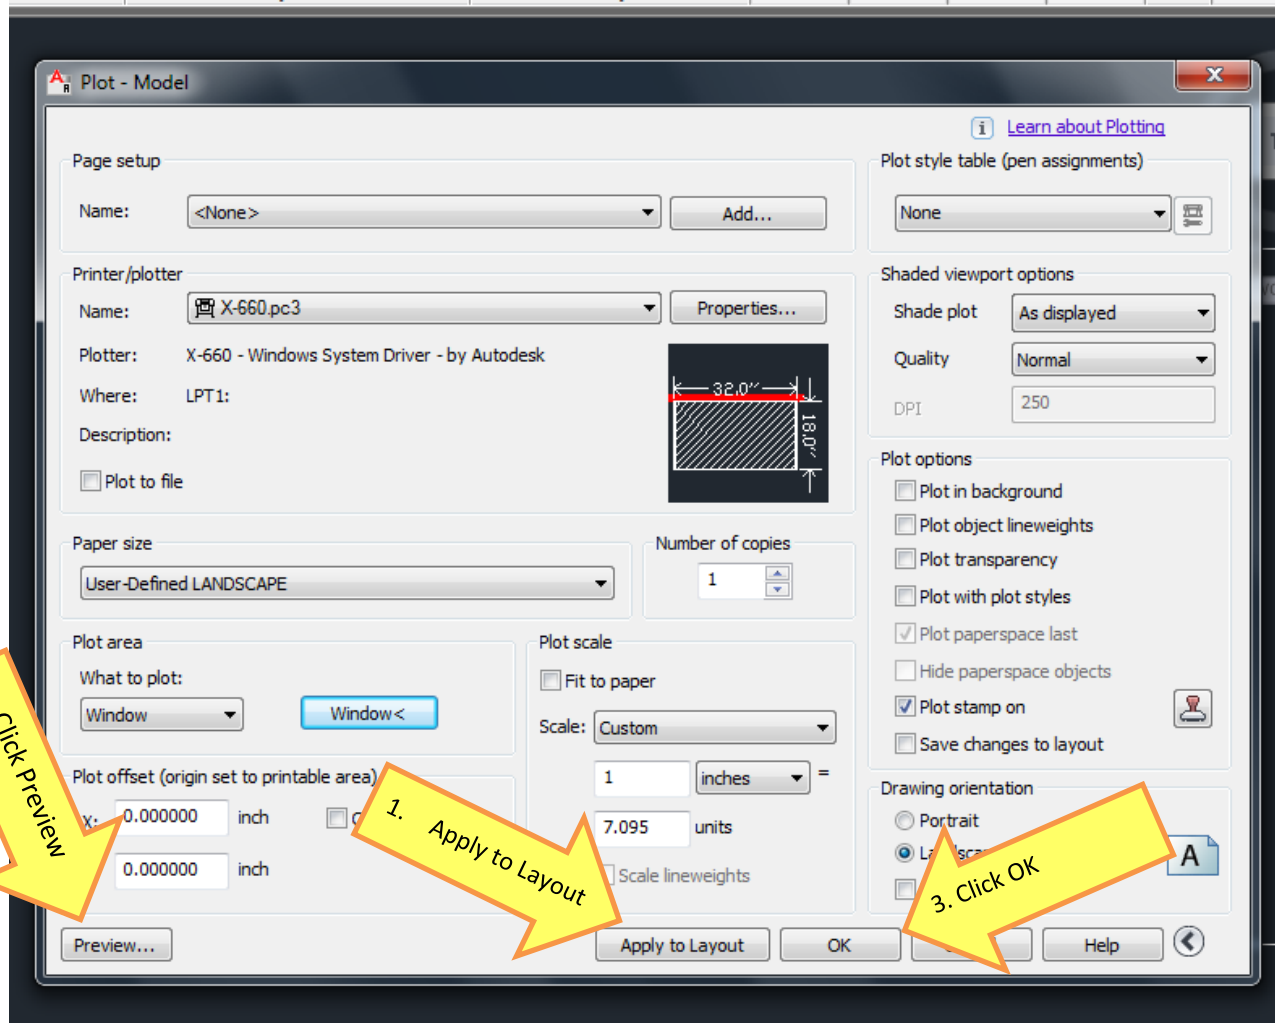 Plot - Model
X
i Learn about Plotting
Page setup
Name: <None> Add...
Plot style table (pen assignments)
None
Printer/plotter
Name: X-660.pc3 Properties...
Plotter: X-660 - Windows System Driver - by Autodesk
Where: LPT1:
Description:
Plot to file
32.0″
18.0″
Shaded viewport options
Shade plot As displayed
Quality Normal
DPI 250
Paper size
User-Defined LANDSCAPE
Number of copies
1
Plot options
Plot in background
Plot object lineweights
Plot transparency
Plot with plot styles
Plot paperspace last
Hide paperspace objects
Plot stamp on
Save changes to layout
Plot area
What to plot:
Window Window<
Plot scale
Fit to paper
Scale: Custom
1 inches =
7.095 units
Scale lineweights
Plot offset (origin set to printable area)
X: 0.000000 inch
0.000000 inch
Drawing orientation
Portrait
A
Click Preview
1. Apply to Layout
3. Click OK
Preview... Apply to Layout OK Help